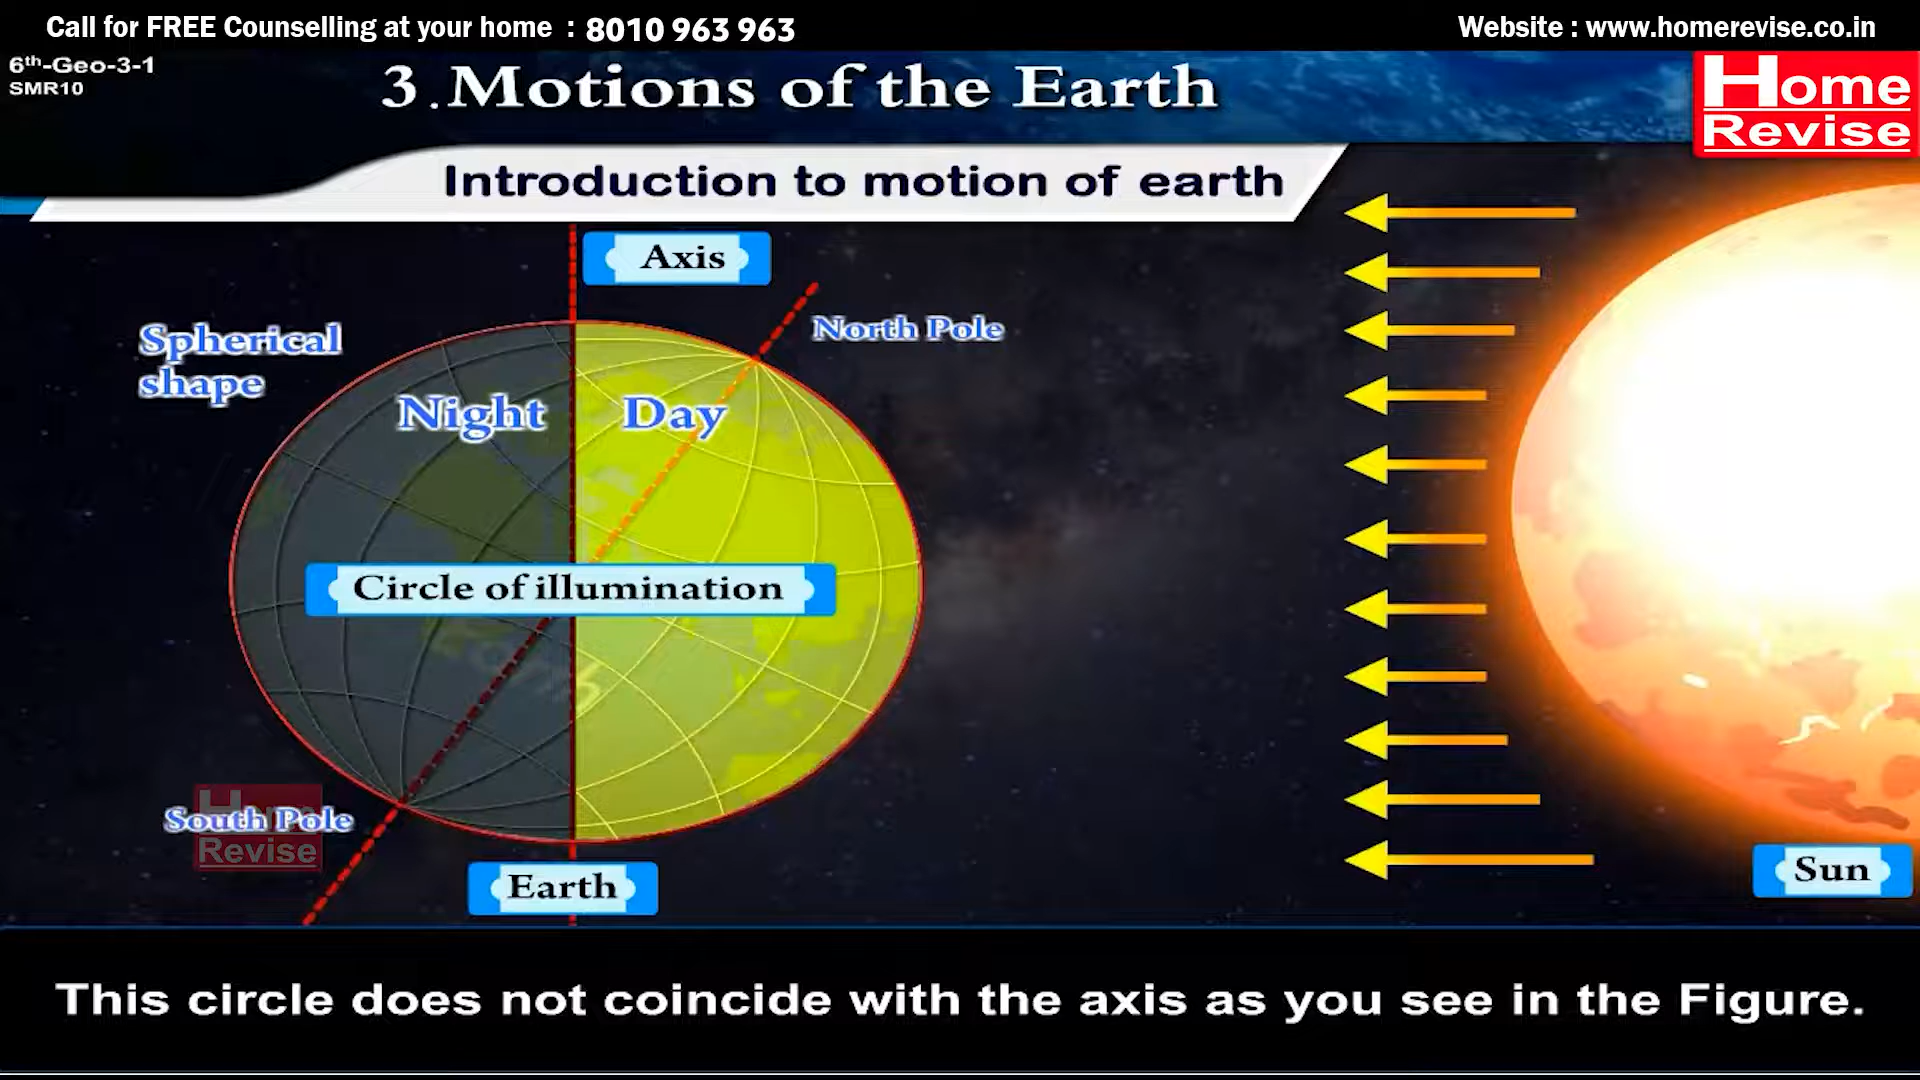 Call for FREE Counselling at your home : 8010 963 963
Website : www.homerevise.co.in
6th-Geo-3-1
SMR10
3.Motions of the Earth
Home
Revise
Introduction to motion of earth
Axis
North Pole
Spherical
shape
Night
Day
Circle of illumination
South Pole
Home
Revise
Earth
Sun
This circle does not coincide with the axis as you see in the Figure.